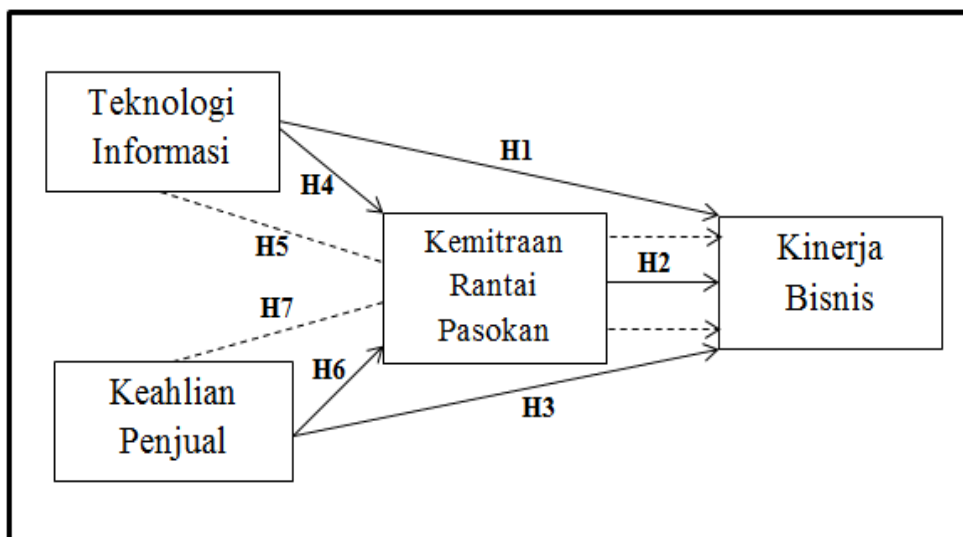 Teknologi
Informasi
H1
H4
H5
Kemitraan
Rantai
Pasokan
H2
Kinerja
Bisnis
H7
H6
Keahlian
Penjual
H3